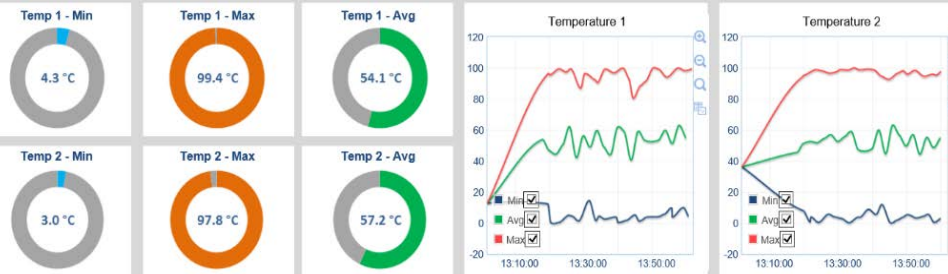 Temp 1 - Min
4.3 °C
Temp 1 - Max
99.4 °C
Temp 1 - Avg
54.1 °C
Temp 2 - Min
3.0 °C
Temp 2 - Max
97.8 °C
Temp 2 - Avg
57.2 °C
Temperature 1
120
100
80
60
40
20
0
-20
Min
Avg
Max
13:10:00 13:30:00 13:50:00
Temperature 2
120
100
80
60
40
20
0
-20
Min
Avg
Max
13:10:00 13:30:00 13:50:00